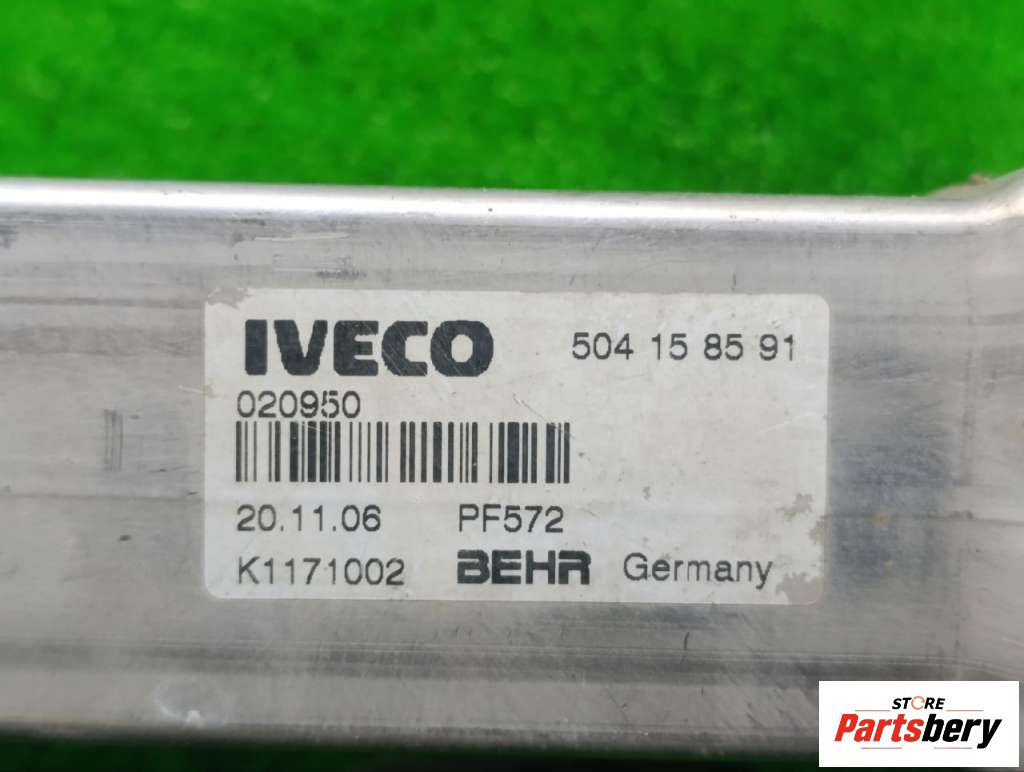 IVECO 504 15 85 91
020950
20.11.06 PF572
K1171002 BEHR Germany
STORE
Partsbery